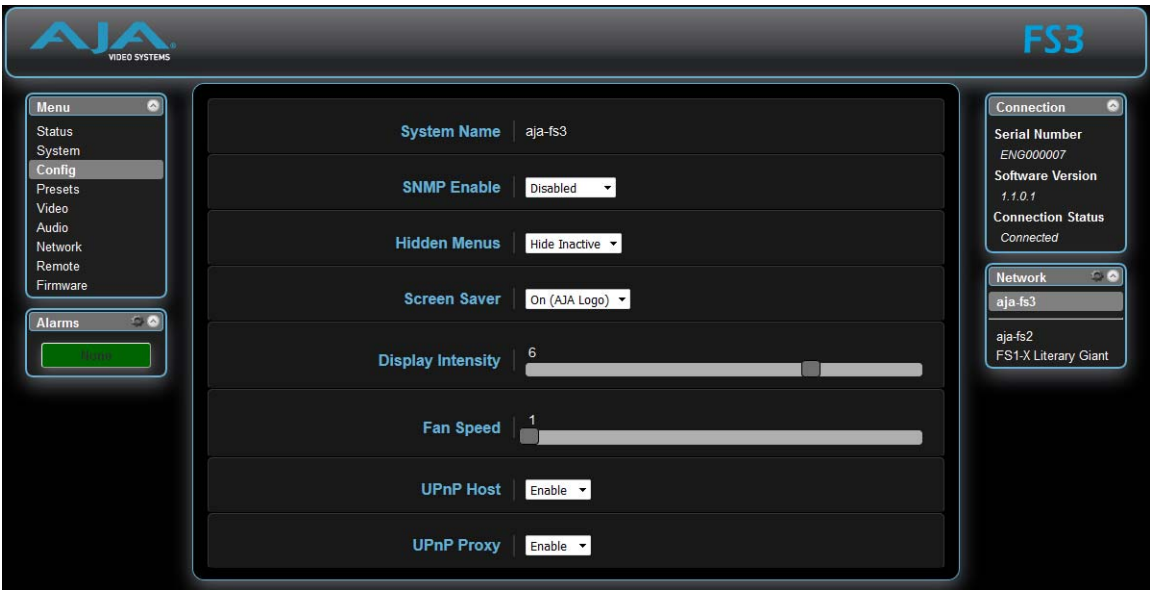 AJA
VIDEO SYSTEMS
FS3
Menu
Status
System
Config
Presets
Video
Audio
Network
Remote
Firmware
Alarms
None
System Name aja-fs3
SNMP Enable Disabled
Hidden Menus Hide Inactive
Screen Saver On (AJA Logo)
Display Intensity 6
Fan Speed 1
UPnP Host Enable
UPnP Proxy Enable
Connection
Serial Number
ENG000007
Software Version
1.1.0.1
Connection Status
Connected
Network
aja-fs3
aja-fs2
FS1-X Literary Giant